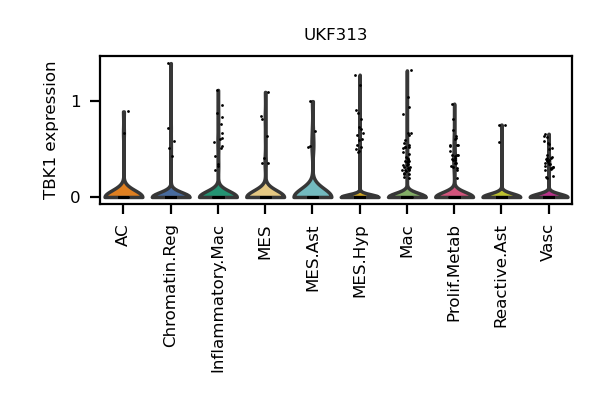 UKF313
TBK1 expression
1
0
AC
Chromatin.Reg
Inflammatory.Mac
MES
MES.Ast
MES.Hyp
Mac
Prolif.Metab
Reactive.Ast
Vasc